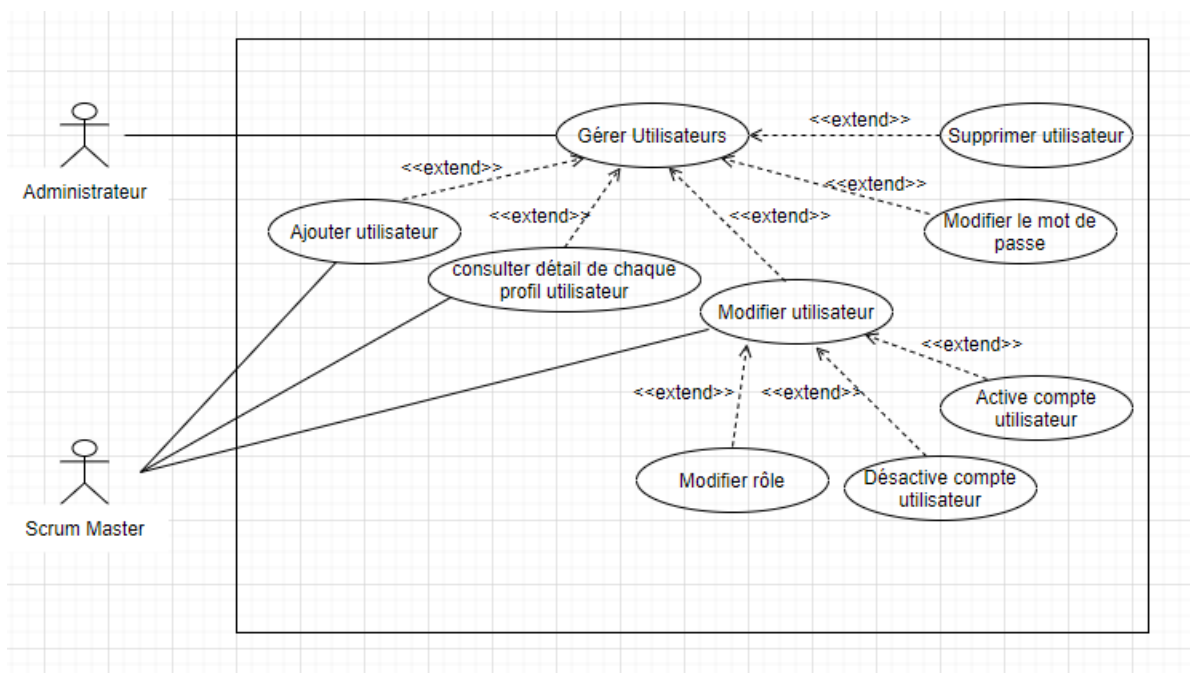 <<extend>>
Gérer Utilisateurs
Supprimer utilisateur
<<extend>>
<<extend>>
Administrateur
<<extend>>
<<extend>>
Ajouter utilisateur
Modifier le mot de
passe
consulter détail de chaque
profil utilisateur
Modifier utilisateur
<<extend>>
<<extend>>
<<extend>>
Active compte
utilisateur
Modifier rôle
Désactive compte
utilisateur
Scrum Master